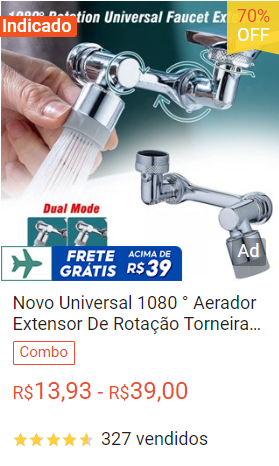 1080° Rotation Universal Faucet Exte
Indicado
70%
OFF
Dual Mode
FRETE
GRÁTIS
ACIMA DE
R$39
Ad
Novo Universal 1080 ° Aerador
Extensor De Rotação Torneira...
Combo
R$13,93 - R$39,00
327 vendidos